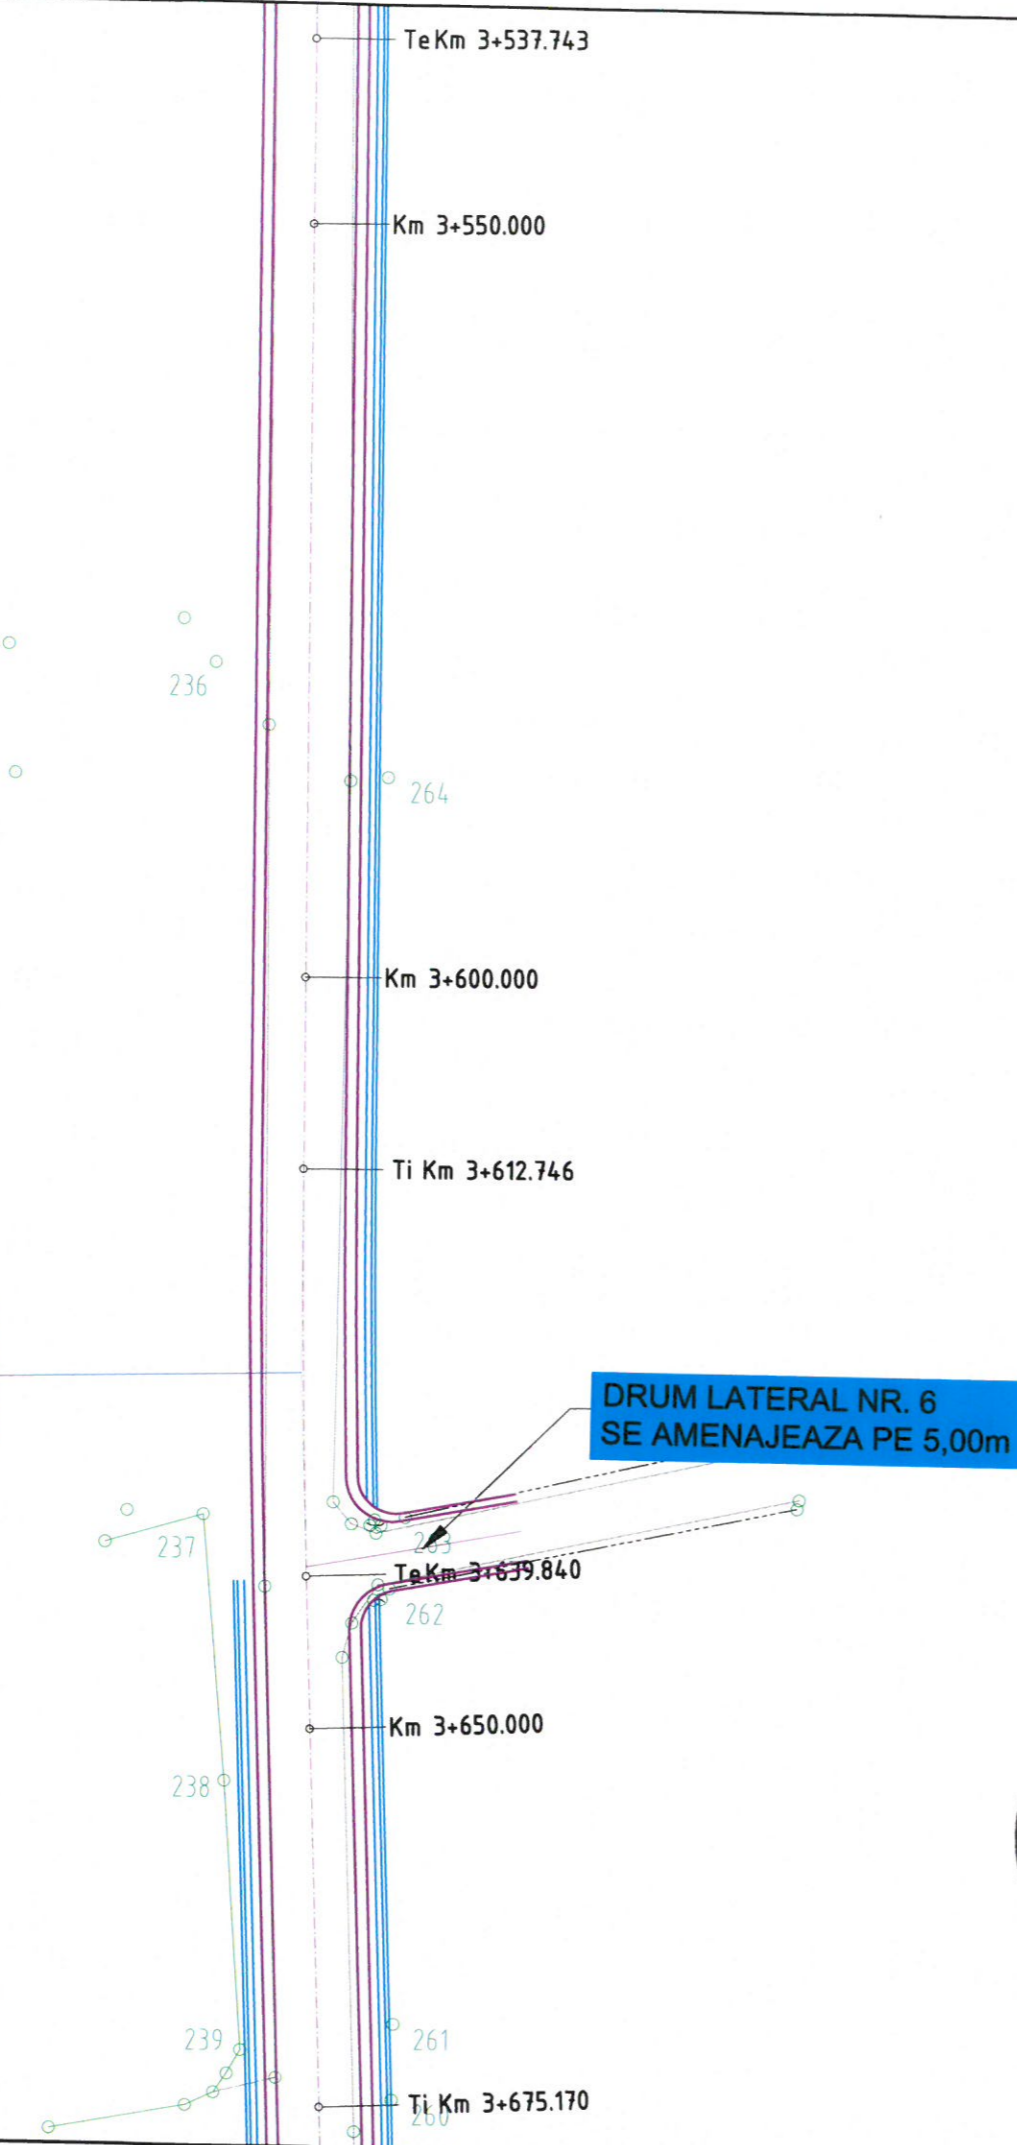 Te Km 3+537.743
Km 3+550.000
236
264
Km 3+600.000
Ti Km 3+612.746
DRUM LATERAL NR. 6
SE AMENAJEAZA PE 5,00m
237
263
Te Km 3+639.840
262
Km 3+650.000
238
239
261
Ti Km 3+675.170
260